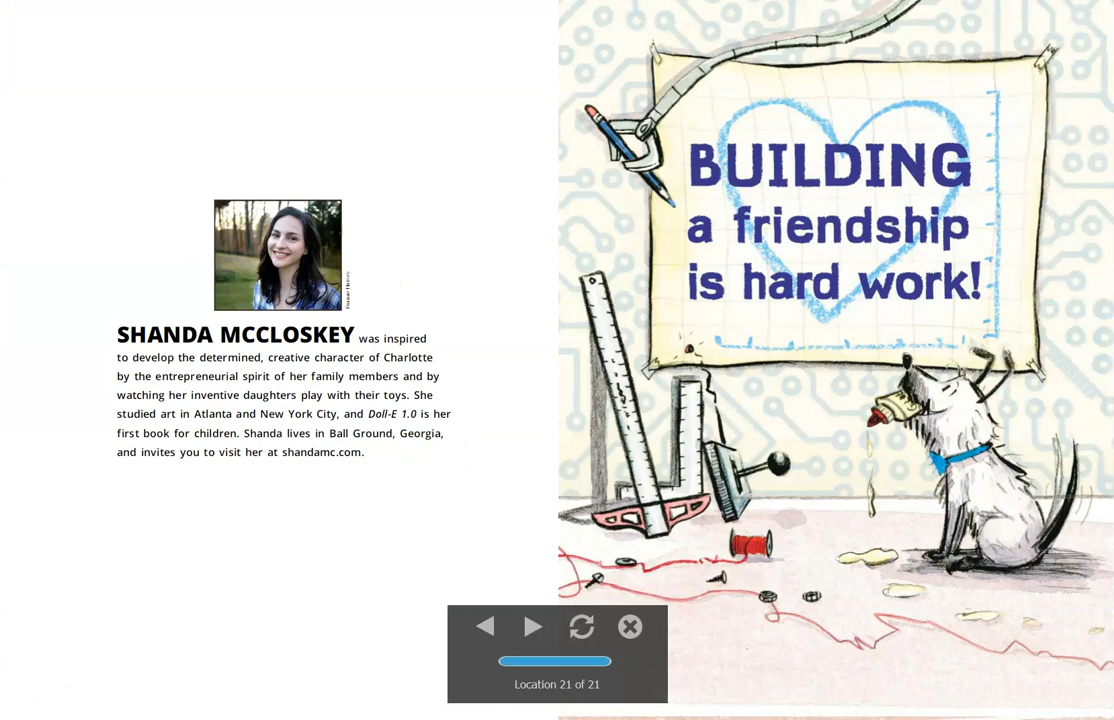 SHANDA MCCLOSKEY was inspired
to develop the determined, creative character of Charlotte
by the entrepreneurial spirit of her family members and by
watching her inventive daughters play with their toys. She
studied art in Atlanta and New York City, and Doll-E 1.0 is her
first book for children. Shanda lives in Ball Ground, Georgia,
and invites you to visit her at shandamc.com.
BUILDING
a friendship
is hard work!
Location 21 of 21